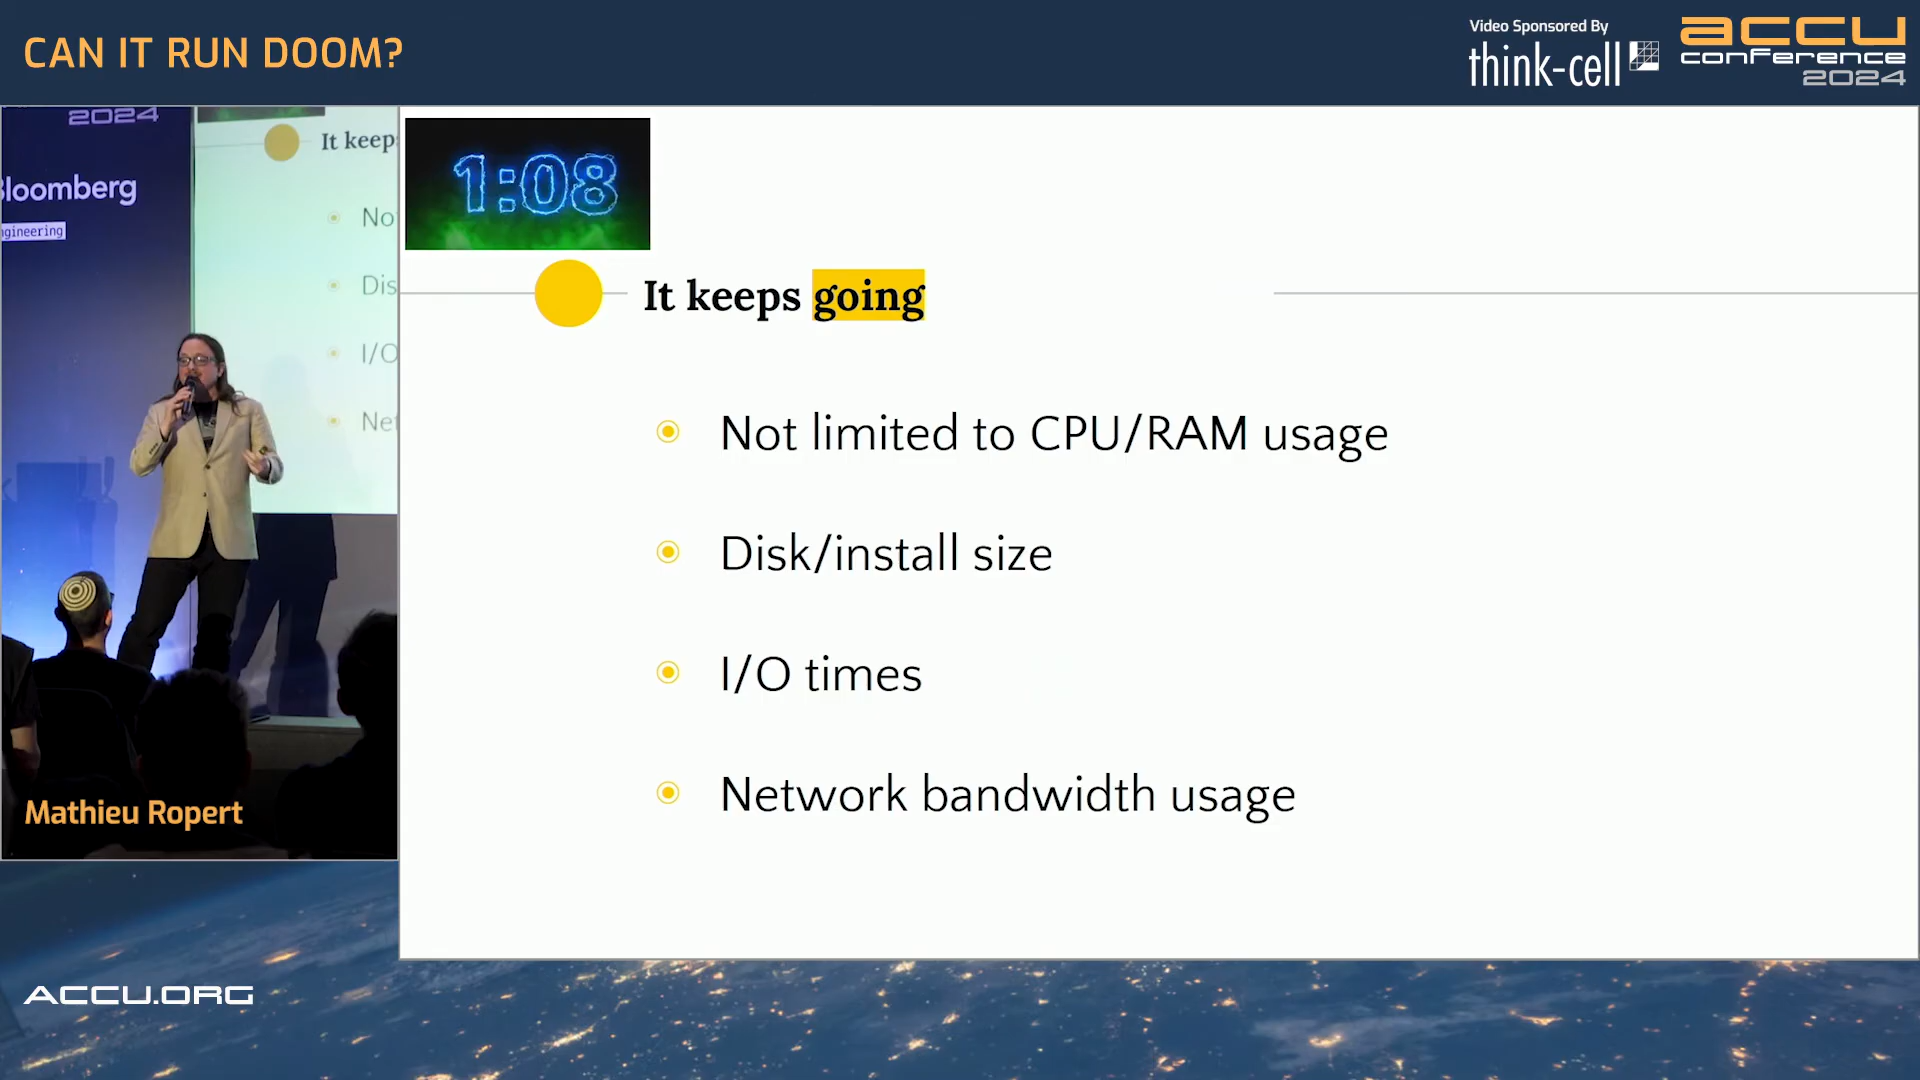 CAN IT RUN DOOM?
Video Sponsored By
think-cell
accu
conference
2024
2024
Bloomberg
ngineering
It keeps
No
Dis
I/O
Net
1:08
It keeps going
Not limited to CPU/RAM usage
Disk/install size
I/O times
Network bandwidth usage
Mathieu Ropert
ACCU.ORG